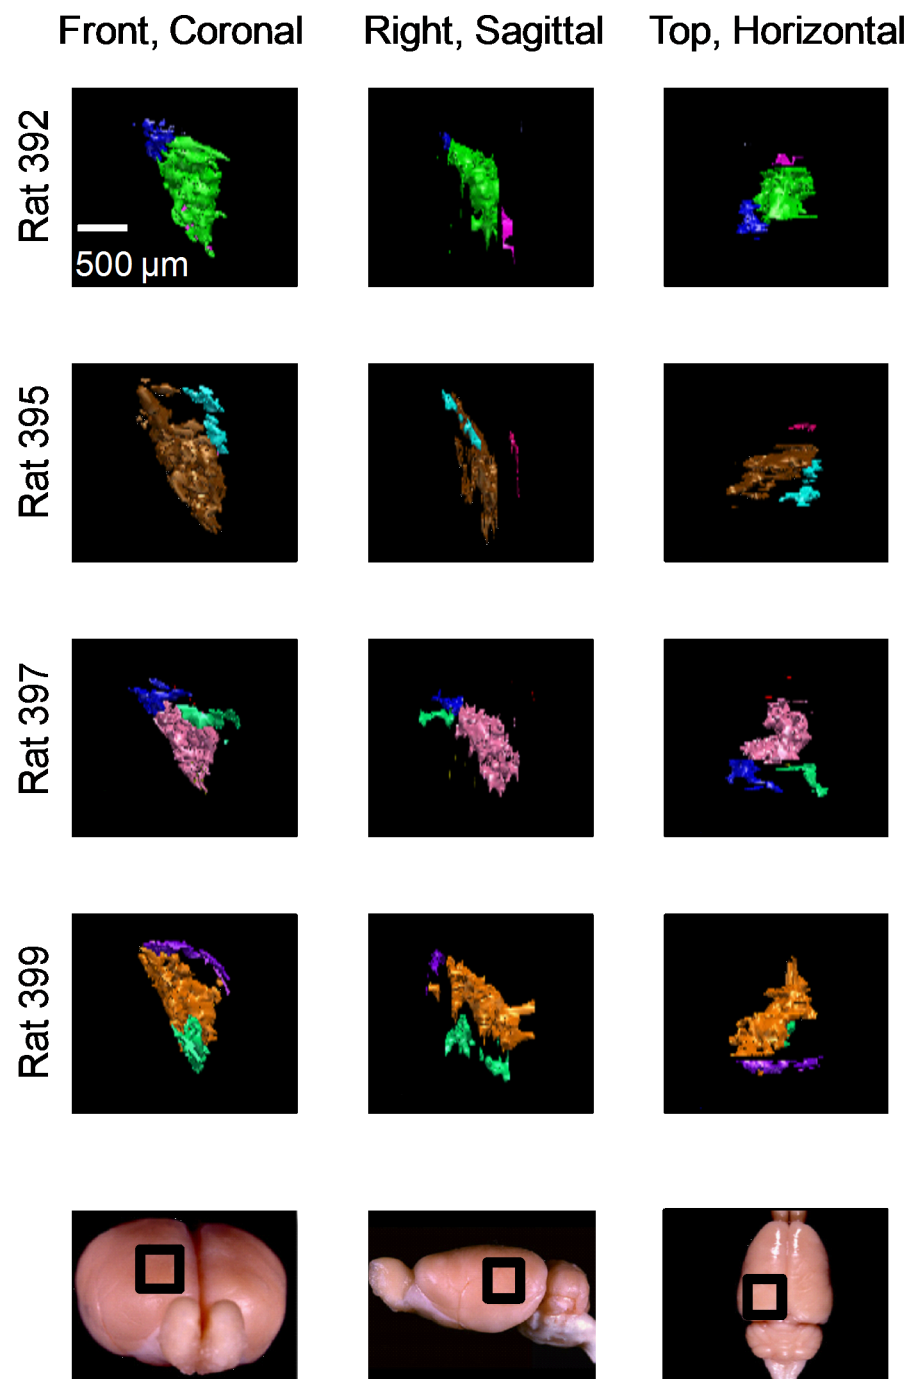 Front, Coronal
Right, Sagittal
Top, Horizontal
Rat 392
500 µm
Rat 395
Rat 397
Rat 399